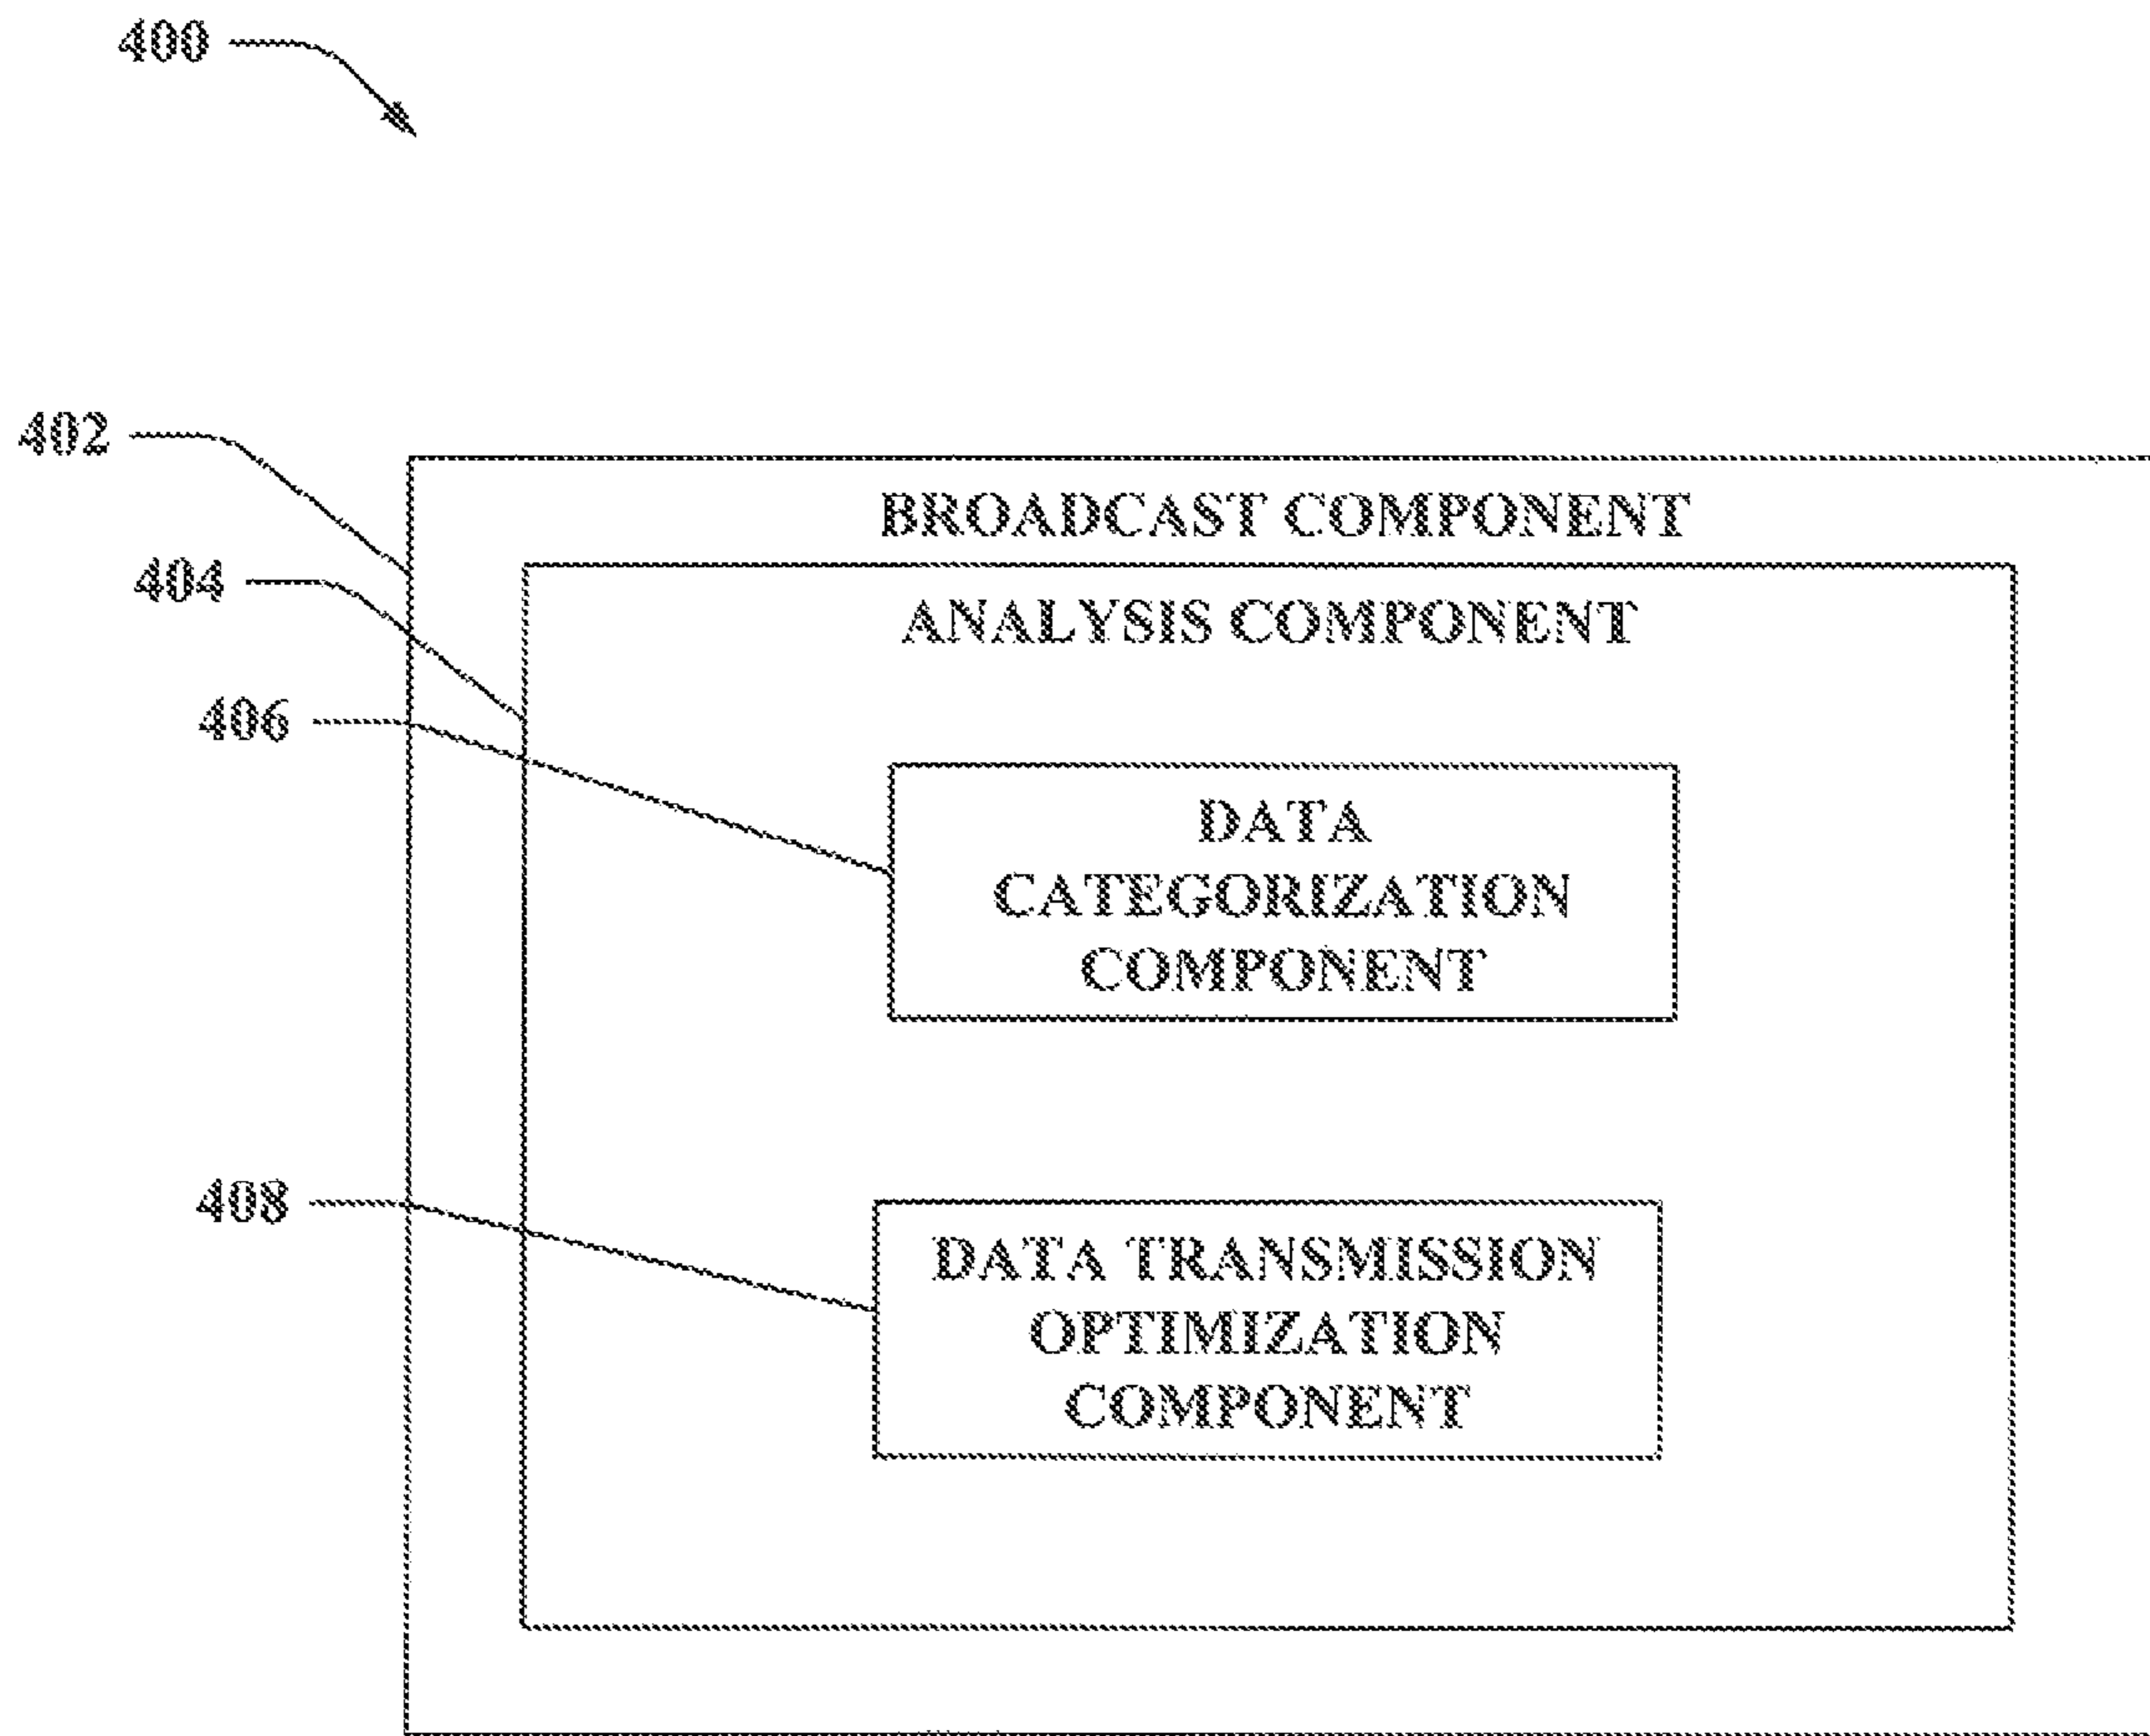 400
402
BROADCAST COMPONENT
404
ANALYSIS COMPONENT
406
DATA
CATEGORIZATION
COMPONENT
408
DATA TRANSMISSION
OPTIMIZATION
COMPONENT